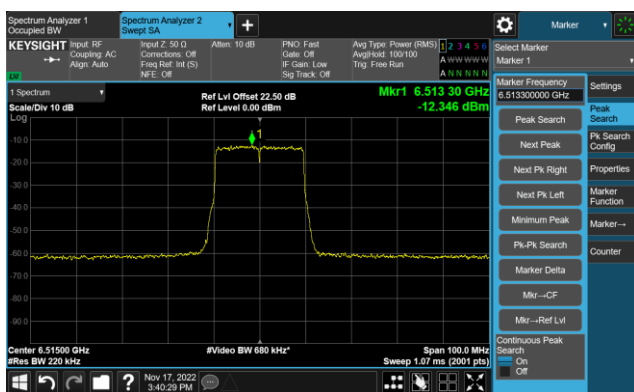 Spectrum Analyzer 1
Occupied BW
Spectrum Analyzer 2
Swept SA
+
Marker
KEYSIGHT
Input: RF
Coupling: AC
Align: Auto
Input Z: 50 Ω
Corrections: Off
Freq Ref: Int (S)
NFE: Off
Atten: 10 dB
PNO: Fast
Gate: Off
IF Gain: Low
Sig Track: Off
Avg Type: Power (RMS)
Avg|Hold: 100/100
Trig: Free Run
1 2 3 4 5 6
A W W W W W
A N N N N N
Select Marker
Marker 1
1 Spectrum
Scale/Div 10 dB
Log
Ref Lvl Offset 22.50 dB
Ref Level 0.00 dBm
Mkr1 6.513 30 GHz
-12.346 dBm
1
-10.0
-20.0
-30.0
-40.0
-50.0
-60.0
-70.0
-80.0
-90.0
Center 6.51500 GHz
#Res BW 220 kHz
#Video BW 680 kHz*
Span 100.0 MHz
Sweep 1.07 ms (2001 pts)
Marker Frequency
6.513300000 GHz
Peak Search
Next Peak
Next Pk Right
Next Pk Left
Minimum Peak
Pk-Pk Search
Marker Delta
Mkr→CF
Mkr→Ref Lvl
Continuous Peak
Search
On
Off
Settings
Peak
Search
Pk Search
Config
Properties
Marker
Function
Marker→
Counter
?
Nov 17, 2022
3:40:29 PM